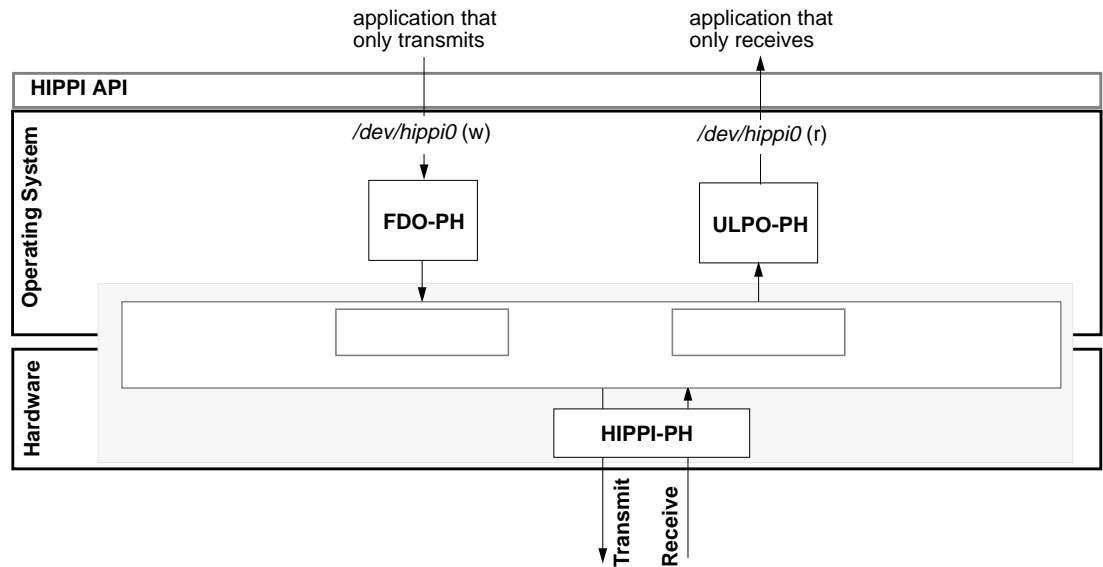 application that
only transmits
application that
only receives
HIPPI API
/dev/hippi0 (w)
/dev/hippi0 (r)
Operating System
FDO-PH
ULPO-PH
Hardware
HIPPI-PH
Transmit
Receive